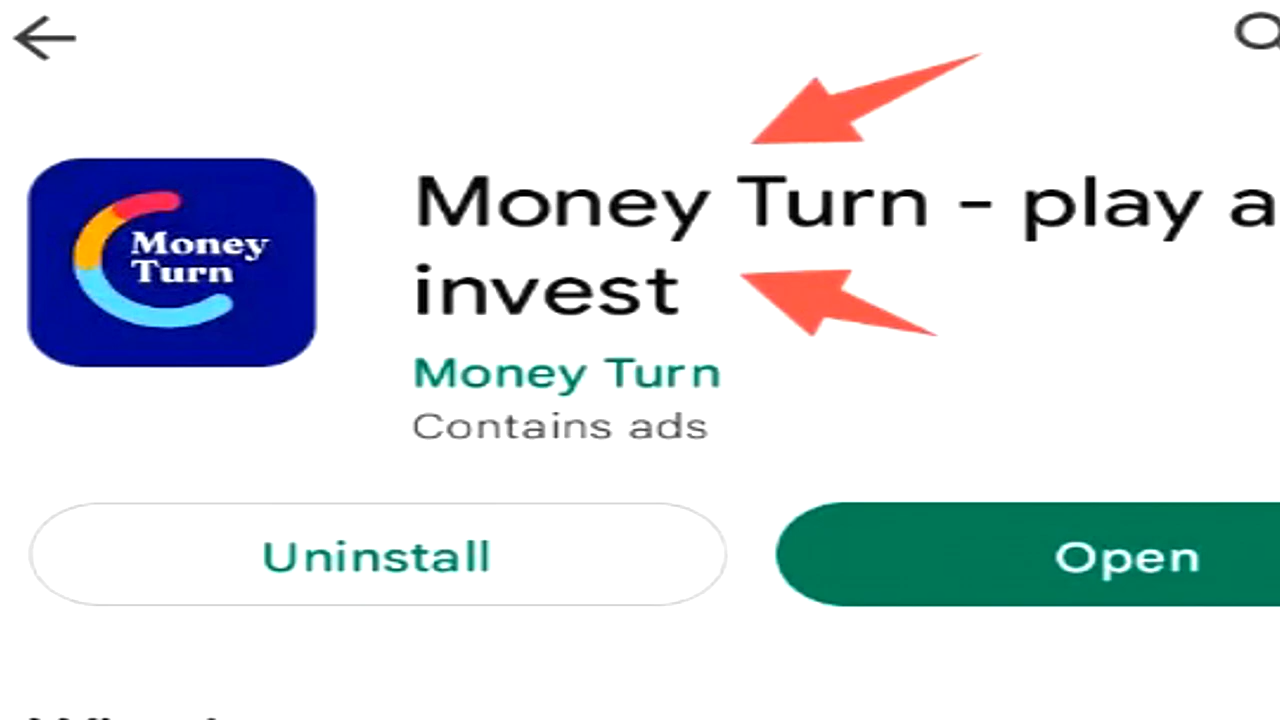 Money Turn - play a
invest
Money
Turn
Money Turn
Contains ads
Uninstall
Open